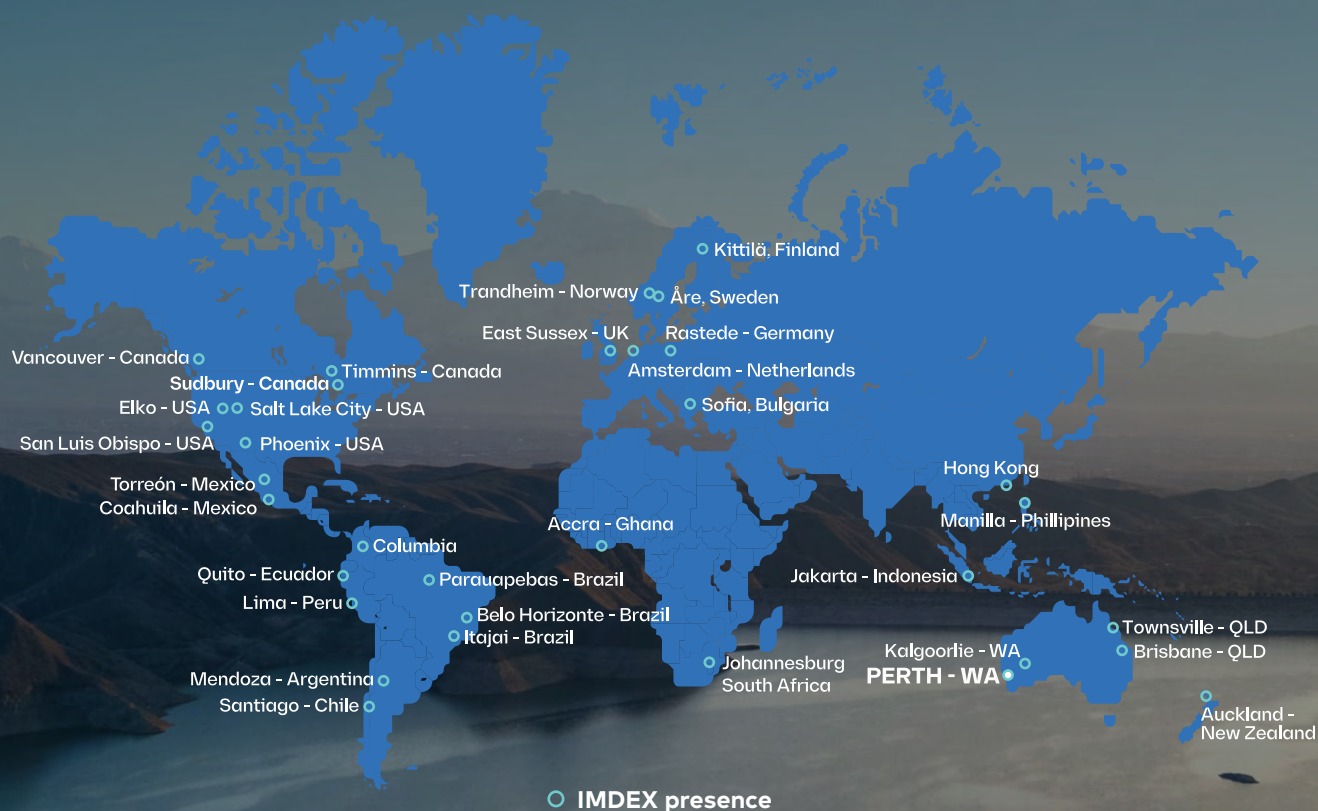 Kittilä, Finland
Trandheim - Norway
Åre, Sweden
East Sussex - UK
Rastede - Germany
Vancouver - Canada
Timmins - Canada
Amsterdam - Netherlands
Sudbury - Canada
Elko - USA
Salt Lake City - USA
Sofia, Bulgaria
San Luis Obispo - USA
Phoenix - USA
Hong Kong
Torreón - Mexico
Coahuila - Mexico
Manilla - Phillipines
Accra - Ghana
Columbia
Quito - Ecuador
Parauapebas - Brazil
Jakarta - Indonesia
Lima - Peru
Belo Horizonte - Brazil
Itajai - Brazil
Townsville - QLD
Kalgoorlie - WA
Brisbane - QLD
Johannesburg
South Africa
PERTH - WA
Mendoza - Argentina
Santiago - Chile
Auckland -
New Zealand
IMDEX presence